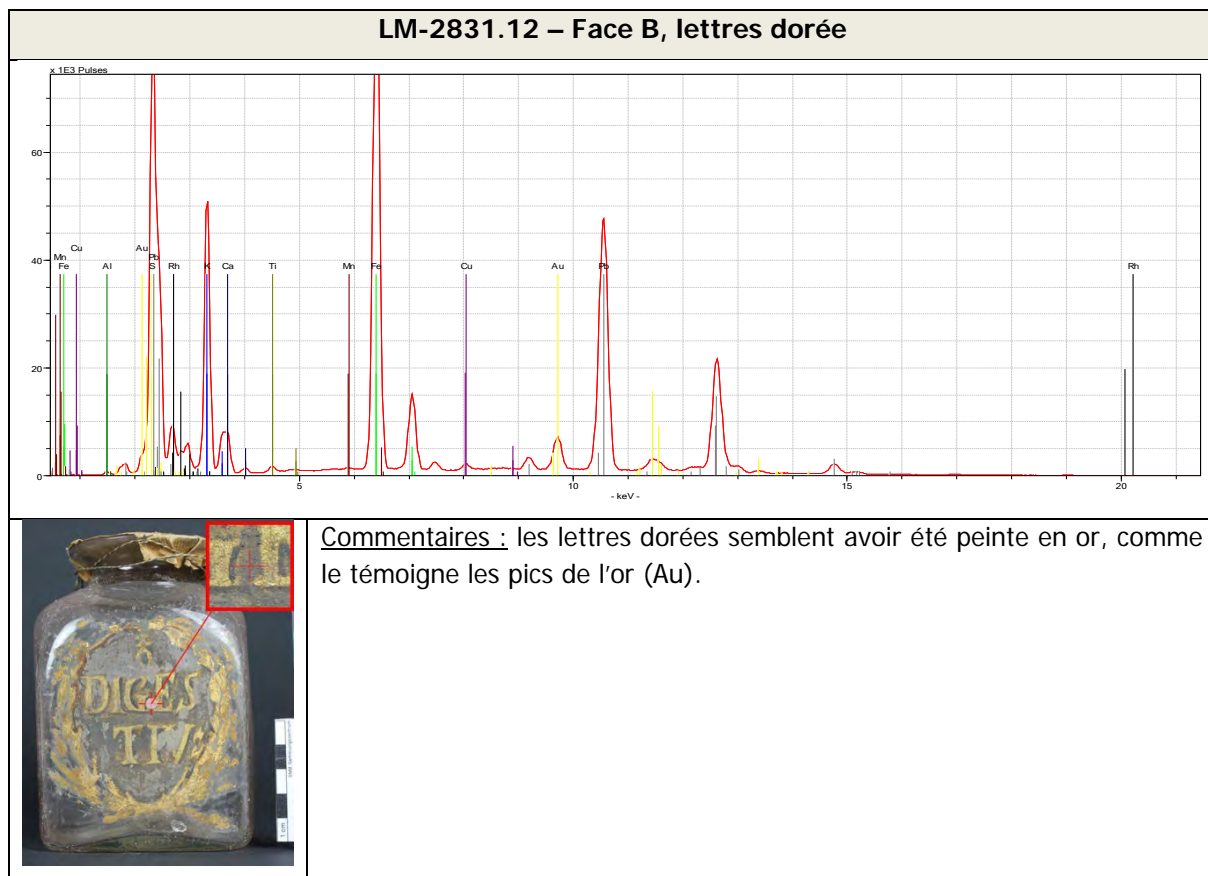 LM-2831.12 – Face B, lettres dorée
x 1E3 Pulses
60
40
20
0
Mn
Fe
Cu
Al
Au
Pb
S
Rh
K
Ca
Ti
Mn
Fe
Cu
Au
Pb
Rh
5
10
15
20
- keV -
DIGES
TIV
1 cm
Commentaires : les lettres dorées semblent avoir été peinte en or, comme
le témoigne les pics de l'or (Au).